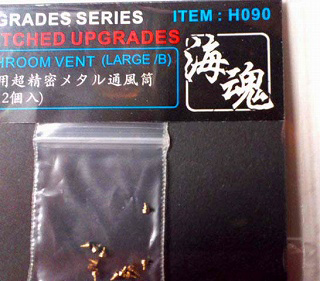 GRADES SERIES ITEM : H090
TCHED UPGRADES
HROOM VENT (LARGE /B)
用超精密メタル通風筒
2個入)
海魂